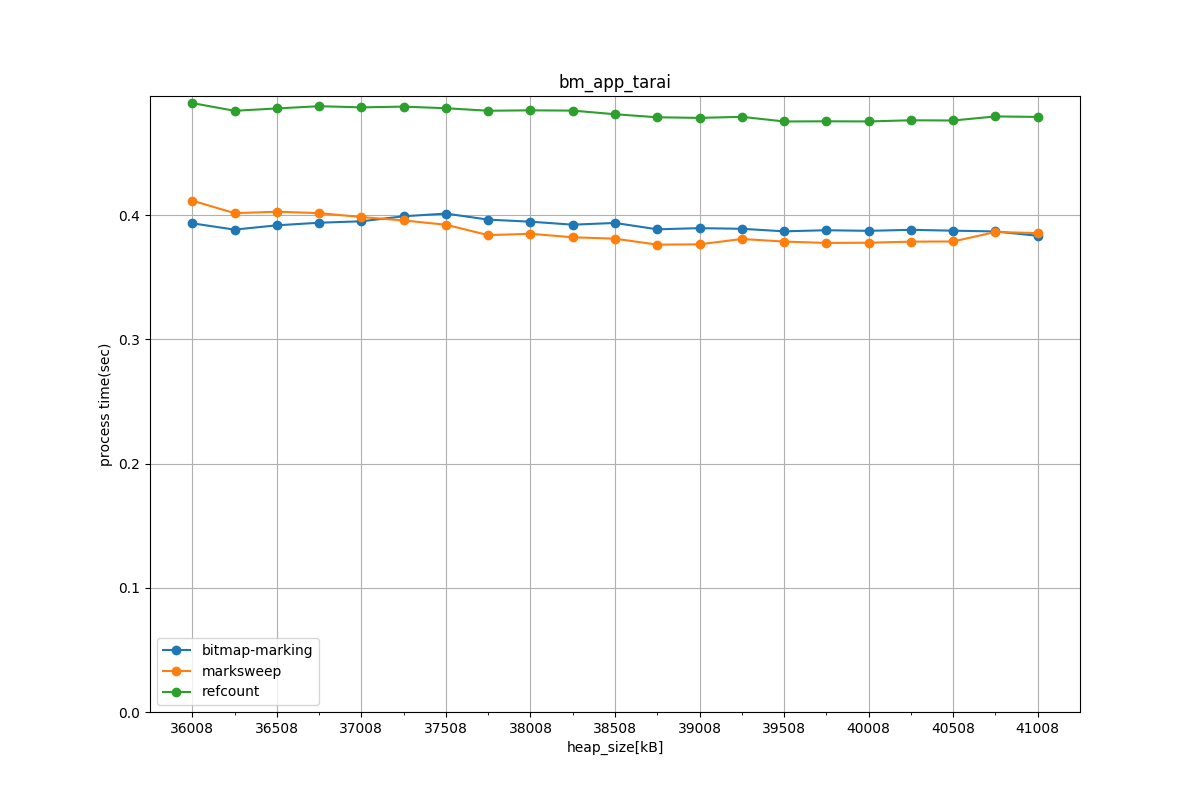 bm_app_tarai
process time(sec)
0.4
0.3
0.2
0.1
0.0
bitmap-marking
marksweep
refcount
36008 36508 37008 37508 38008 38508 39008 39508 40008 40508 41008
heap_size[kB]